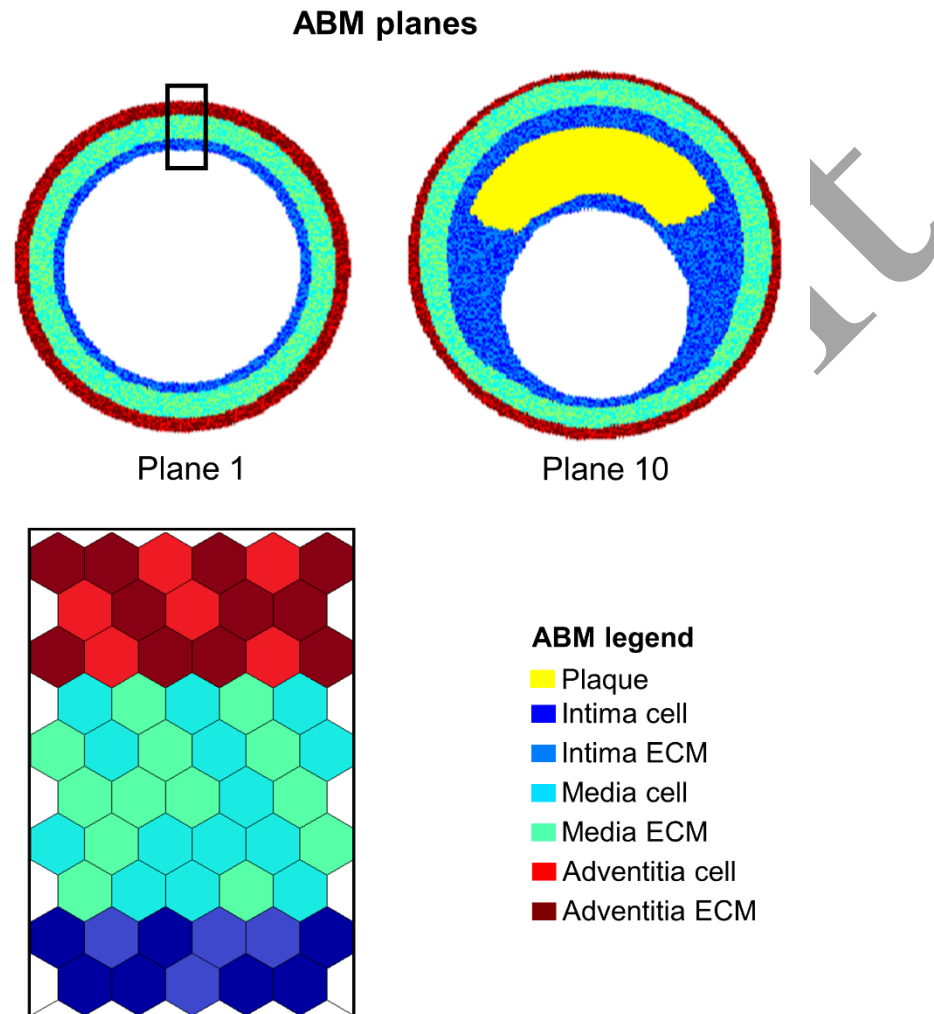 ABM planes
Plane 1
Plane 10
ABM legend
Plaque
Intima cell
Intima ECM
Media cell
Media ECM
Adventitia cell
Adventitia ECM